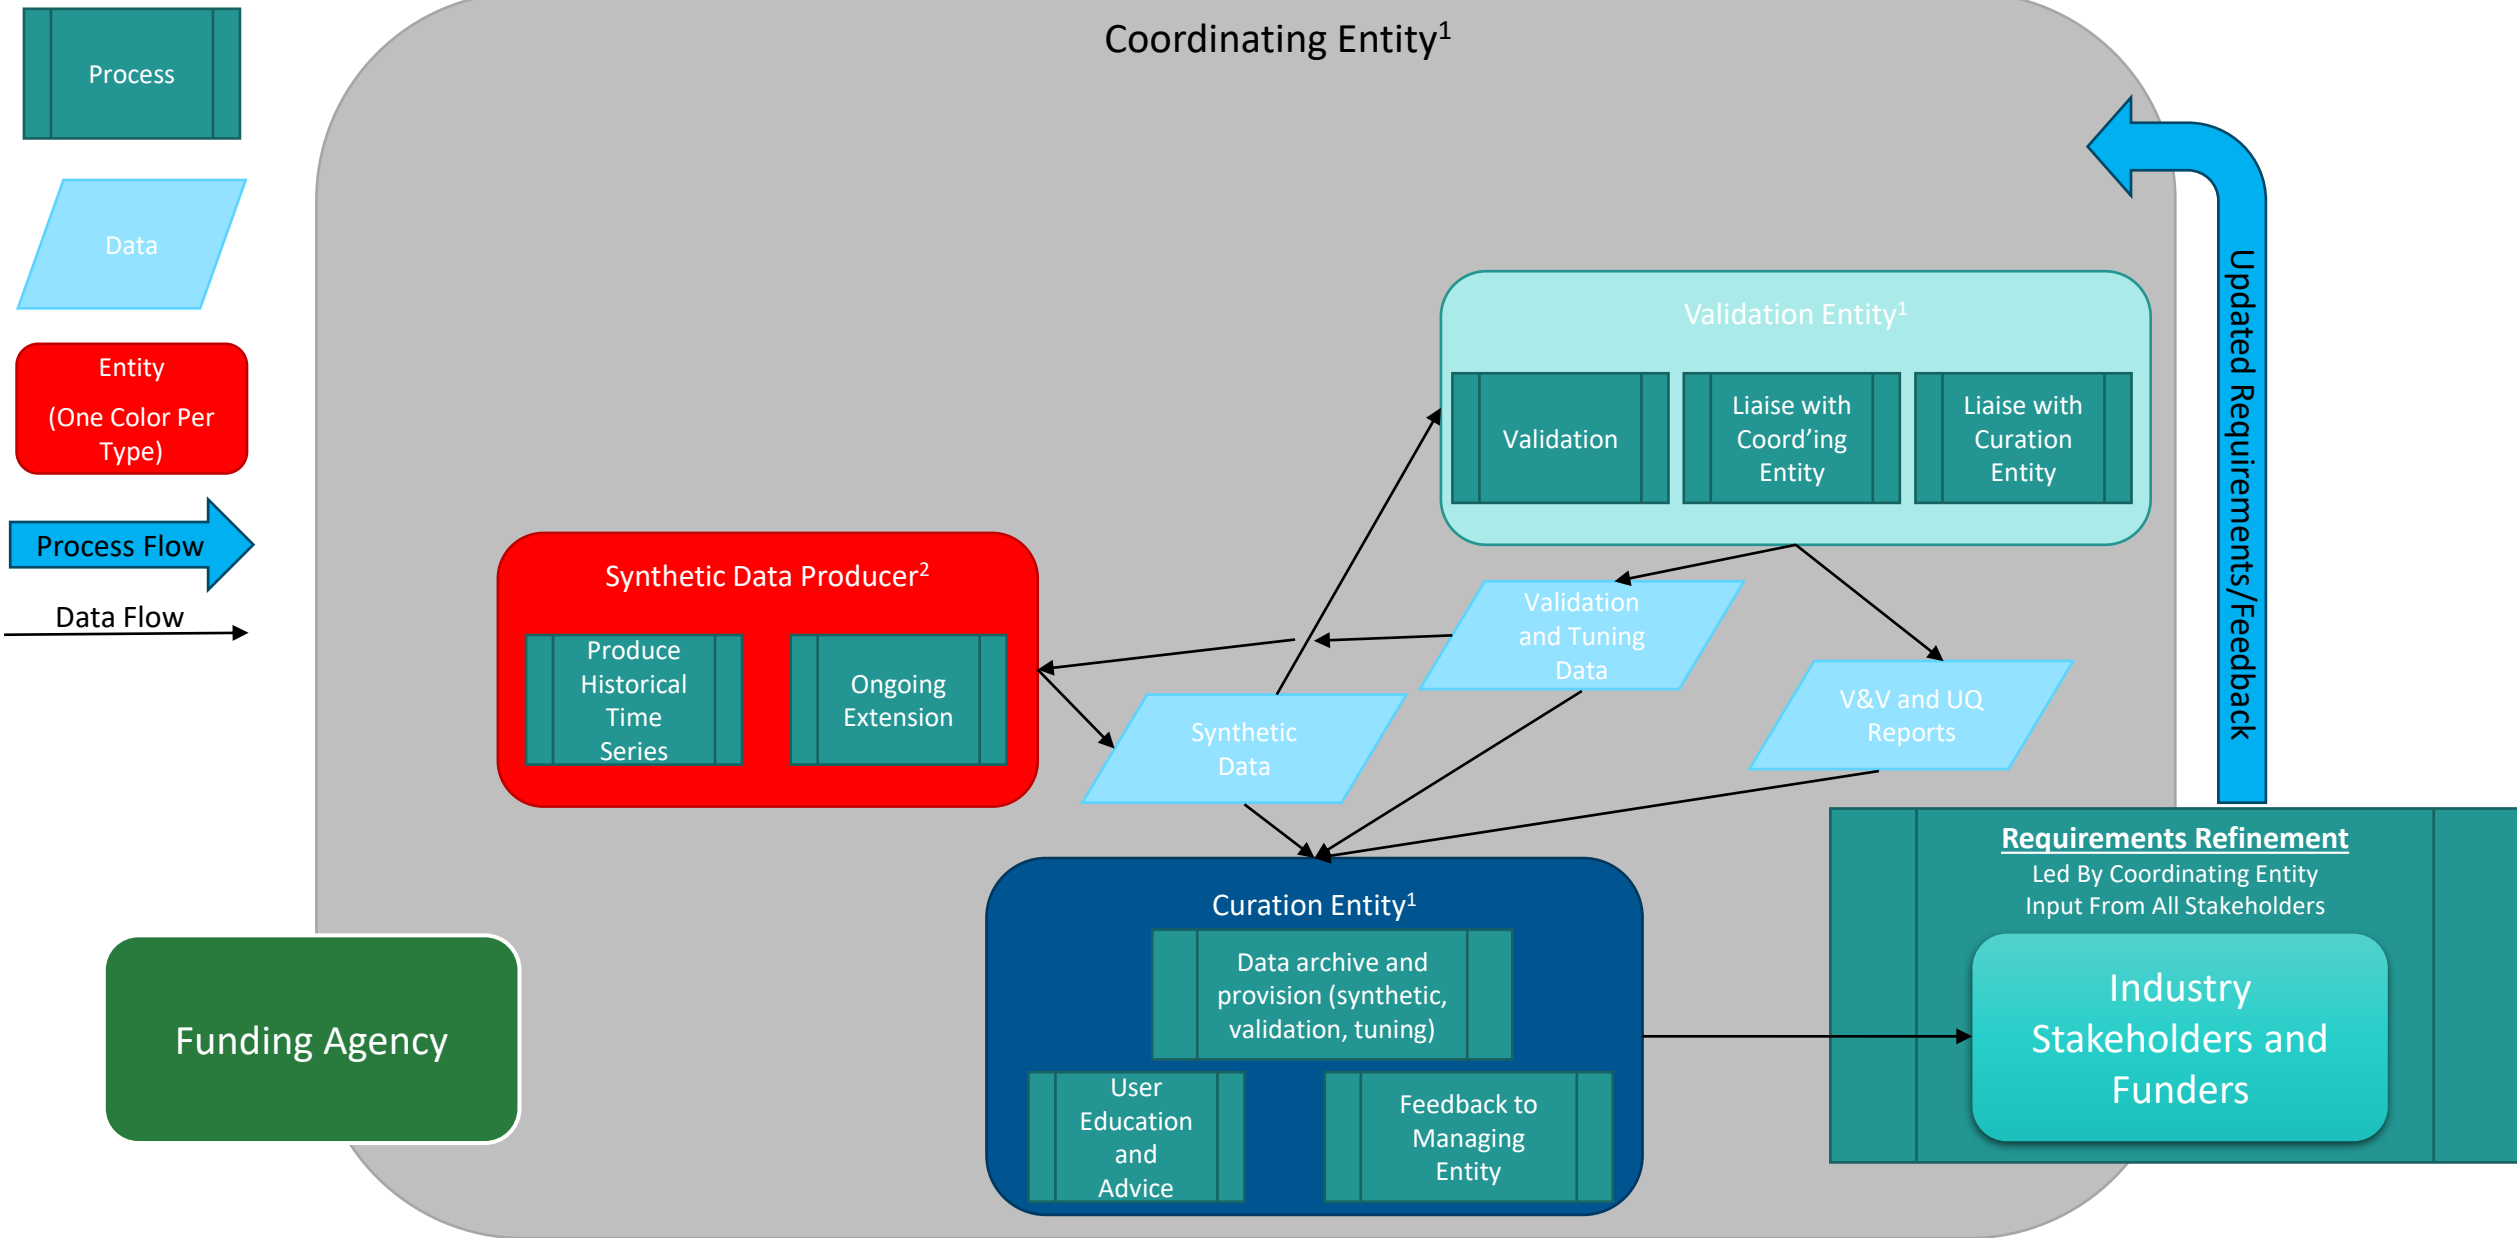 Coordinating Entity¹
Process
Data
Entity
(One Color Per
Type)
Process Flow
Data Flow
Validation Entity¹
Validation
Liaise with
Coord’ing
Entity
Liaise with
Curation
Entity
Updated Requirements/Feedback
Synthetic Data Producer²
Produce
Historical
Time
Series
Ongoing
Extension
Validation
and Tuning
Data
Synthetic
Data
V&V and UQ
Reports
Curation Entity¹
Data archive and
provision (synthetic,
validation, tuning)
User
Education
and
Advice
Feedback to
Managing
Entity
Requirements Refinement
Led By Coordinating Entity
Input From All Stakeholders
Industry
Stakeholders and
Funders
Funding Agency